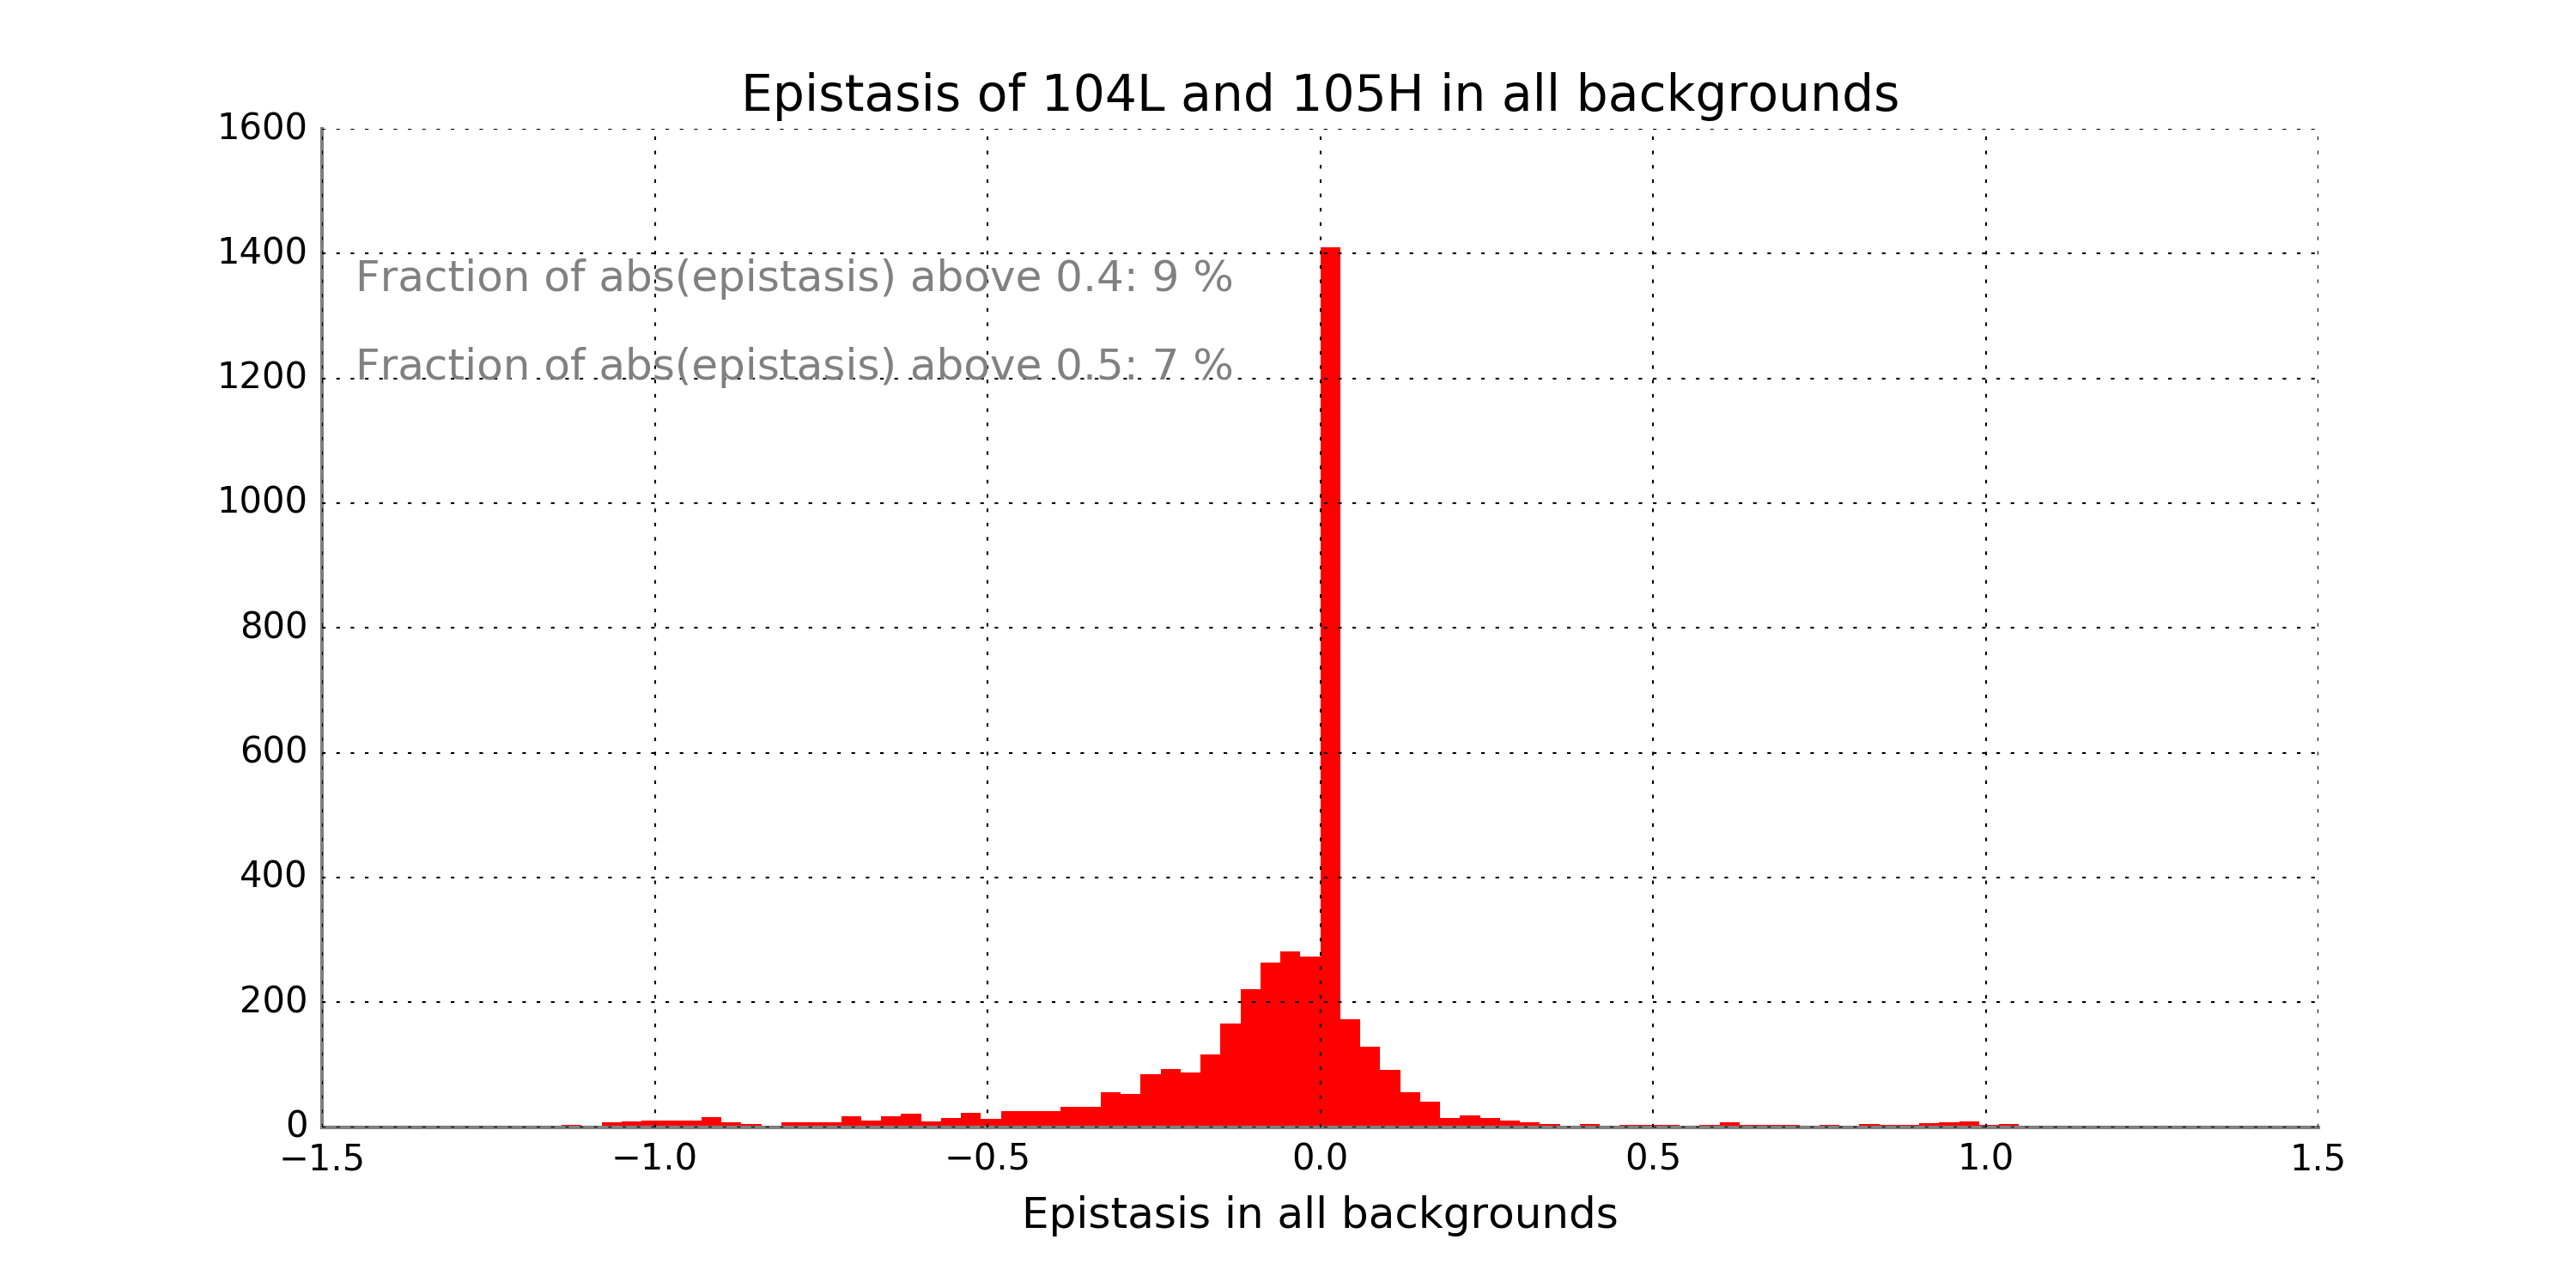 Epistasis of 104L and 105H in all backgrounds
1600
1400
Fraction of abs(epistasis) above 0.4: 9 %
Fraction of abs(epistasis) above 0.5: 7 %
1200
1000
800
600
400
200
0
−1.5 −1.0 −0.5 0.0 0.5 1.0 1.5
Epistasis in all backgrounds